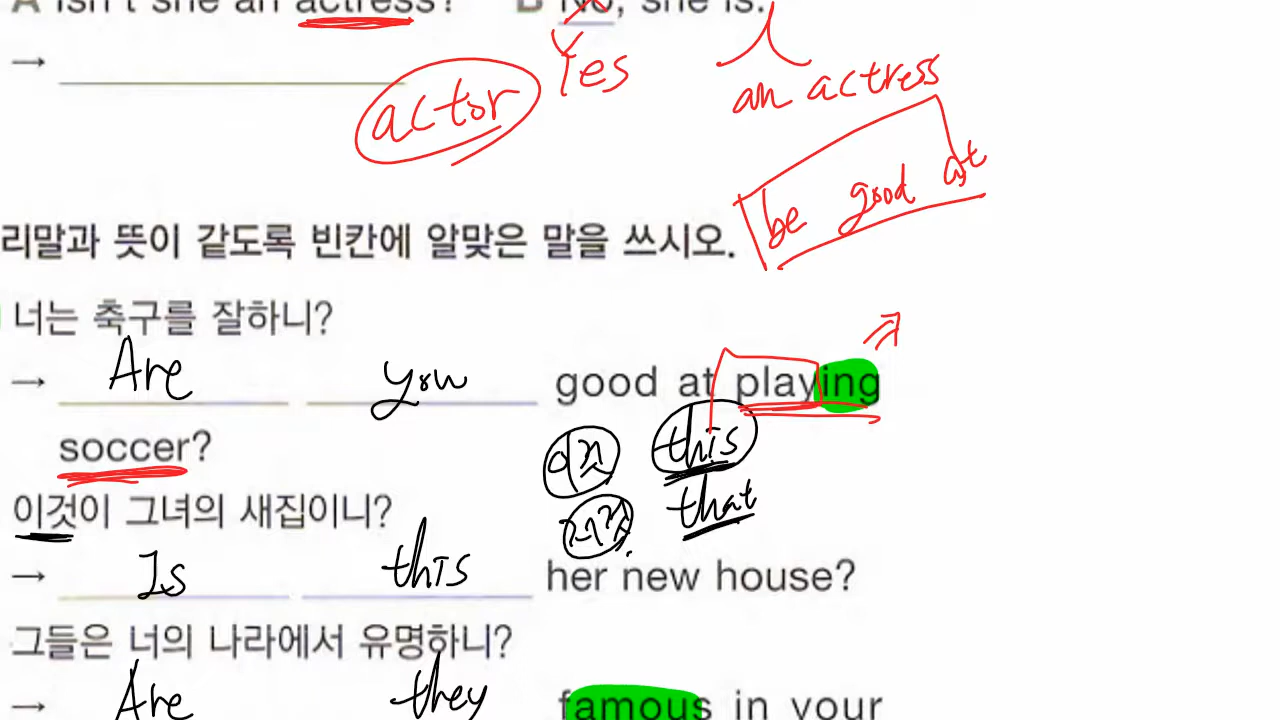 A Isn't she an actress? B No, she is.
→ actor Yes an actress
be good at
리말과 뜻이 같도록 빈칸에 알맞은 말을 쓰시오.
너는 축구를 잘하니?
→ Are you good at playing
soccer?
이것 this
저것 that
이것이 그녀의 새집이니?
→ Is this her new house?
그들은 너의 나라에서 유명하니?
→ Are they famous in your